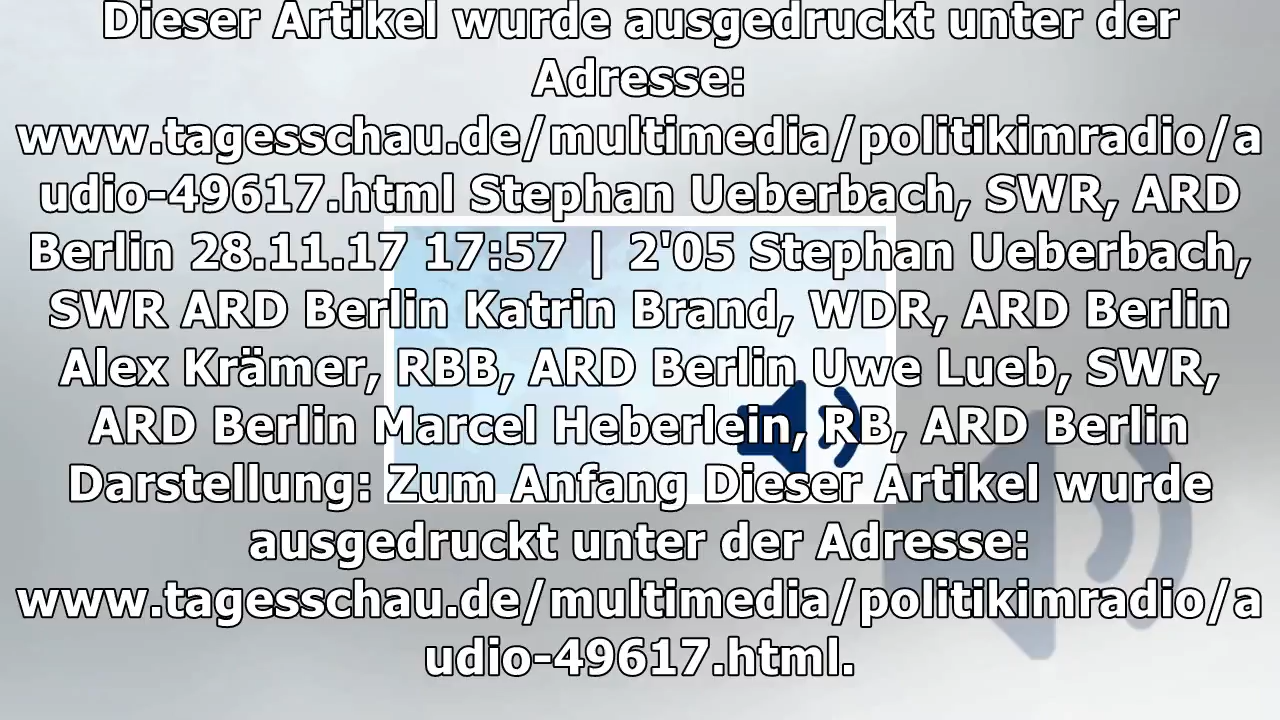 Dieser Artikel wurde ausgedruckt unter der
Adresse:
www.tagesschau.de/multimedia/politikimradio/a
udio-49617.html Stephan Ueberbach, SWR, ARD
Berlin 28.11.17 17:57 | 2'05 Stephan Ueberbach,
SWR ARD Berlin Katrin Brand, WDR, ARD Berlin
Alex Krämer, RBB, ARD Berlin Uwe Lueb, SWR,
ARD Berlin Marcel Heberlein, RB, ARD Berlin
Darstellung: Zum Anfang Dieser Artikel wurde
ausgedruckt unter der Adresse:
www.tagesschau.de/multimedia/politikimradio/a
udio-49617.html.